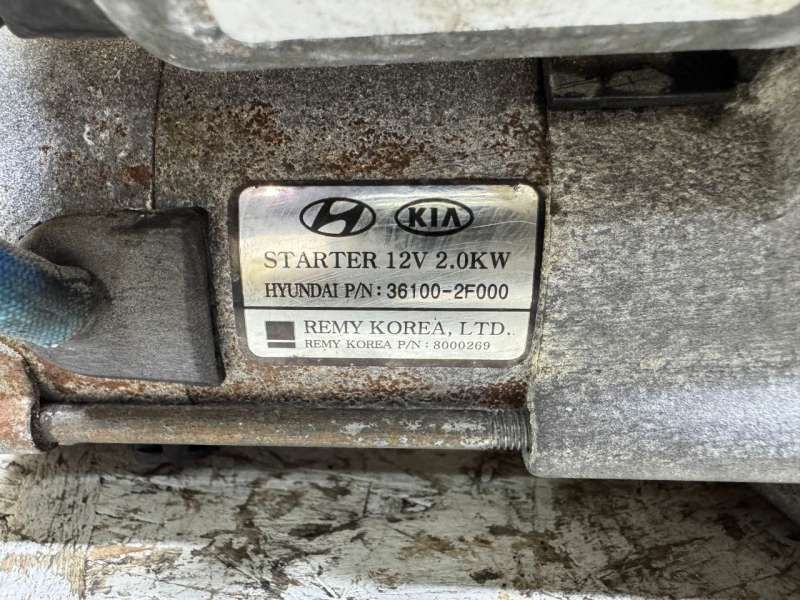 KIA
STARTER 12V 2.0KW
HYUNDAI P/N : 36100-2F000
REMY KOREA, LTD.
REMY KOREA P/N : 8000269